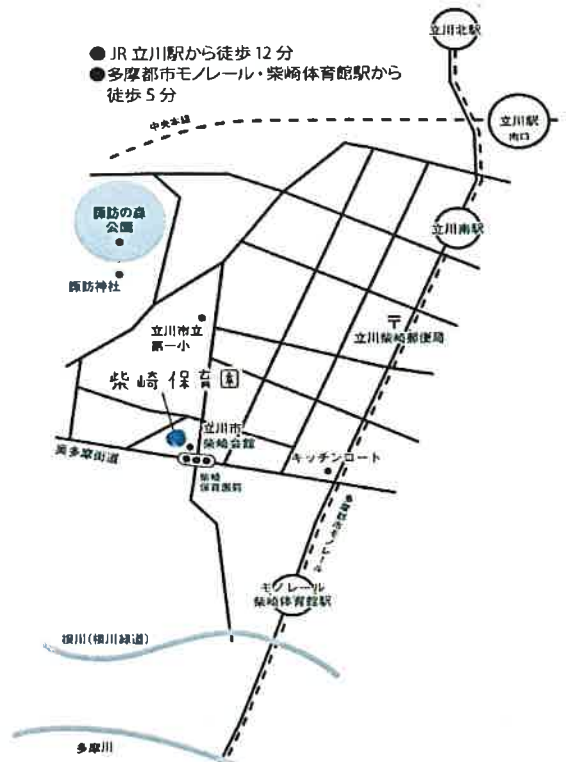 ● JR 立川駅から徒歩 12 分
● 多摩都市モノレール・柴崎体育館駅から
徒歩 5 分
立川北駅
中央本線
立川駅
南口
諏訪の森
公園
立川南駅
諏訪神社
立川市立
第一小
〒
立川柴崎郵便局
柴崎保育園
立川市
柴崎会館
奥多摩街道
キッチンロート
柴崎
保育園前
多摩都市モノレール
モノレール
柴崎体育館駅
根川(根川緑道)
多摩川